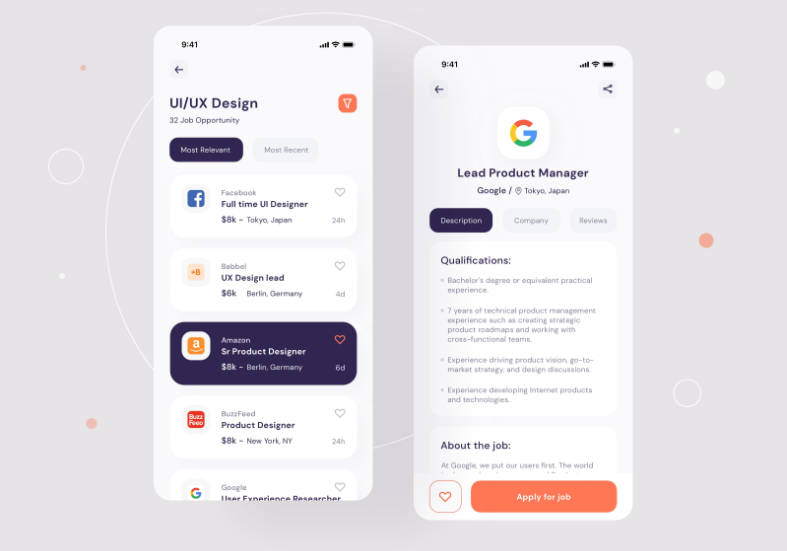 9:41
UI/UX Design
32 Job Opportunity
Most Relevant
Most Recent
Facebook
Full time UI Designer
$8k - Tokyo, Japan
24h
+B
Babbel
UX Design lead
$6k Berlin, Germany
4d
a
Amazon
Sr Product Designer
$8k - Berlin, Germany
6d
Buzz
Feed
BuzzFeed
Product Designer
$8k - New York, NY
24h
G
Google
User Experience Researcher
9:41
G
Lead Product Manager
Google / Tokyo, Japan
Description
Company
Reviews
Qualifications:
Bachelor's degree or equivalent practical
experience.
7 years of technical product management
experience such as creating strategic
product roadmaps and working with
cross-functional teams.
Experience driving product vision, go-to-
market stratagy, and design discussions.
Experience developing Internet products
and technologies.
About the job:
At Google, we put our users first. The world
Apply for job